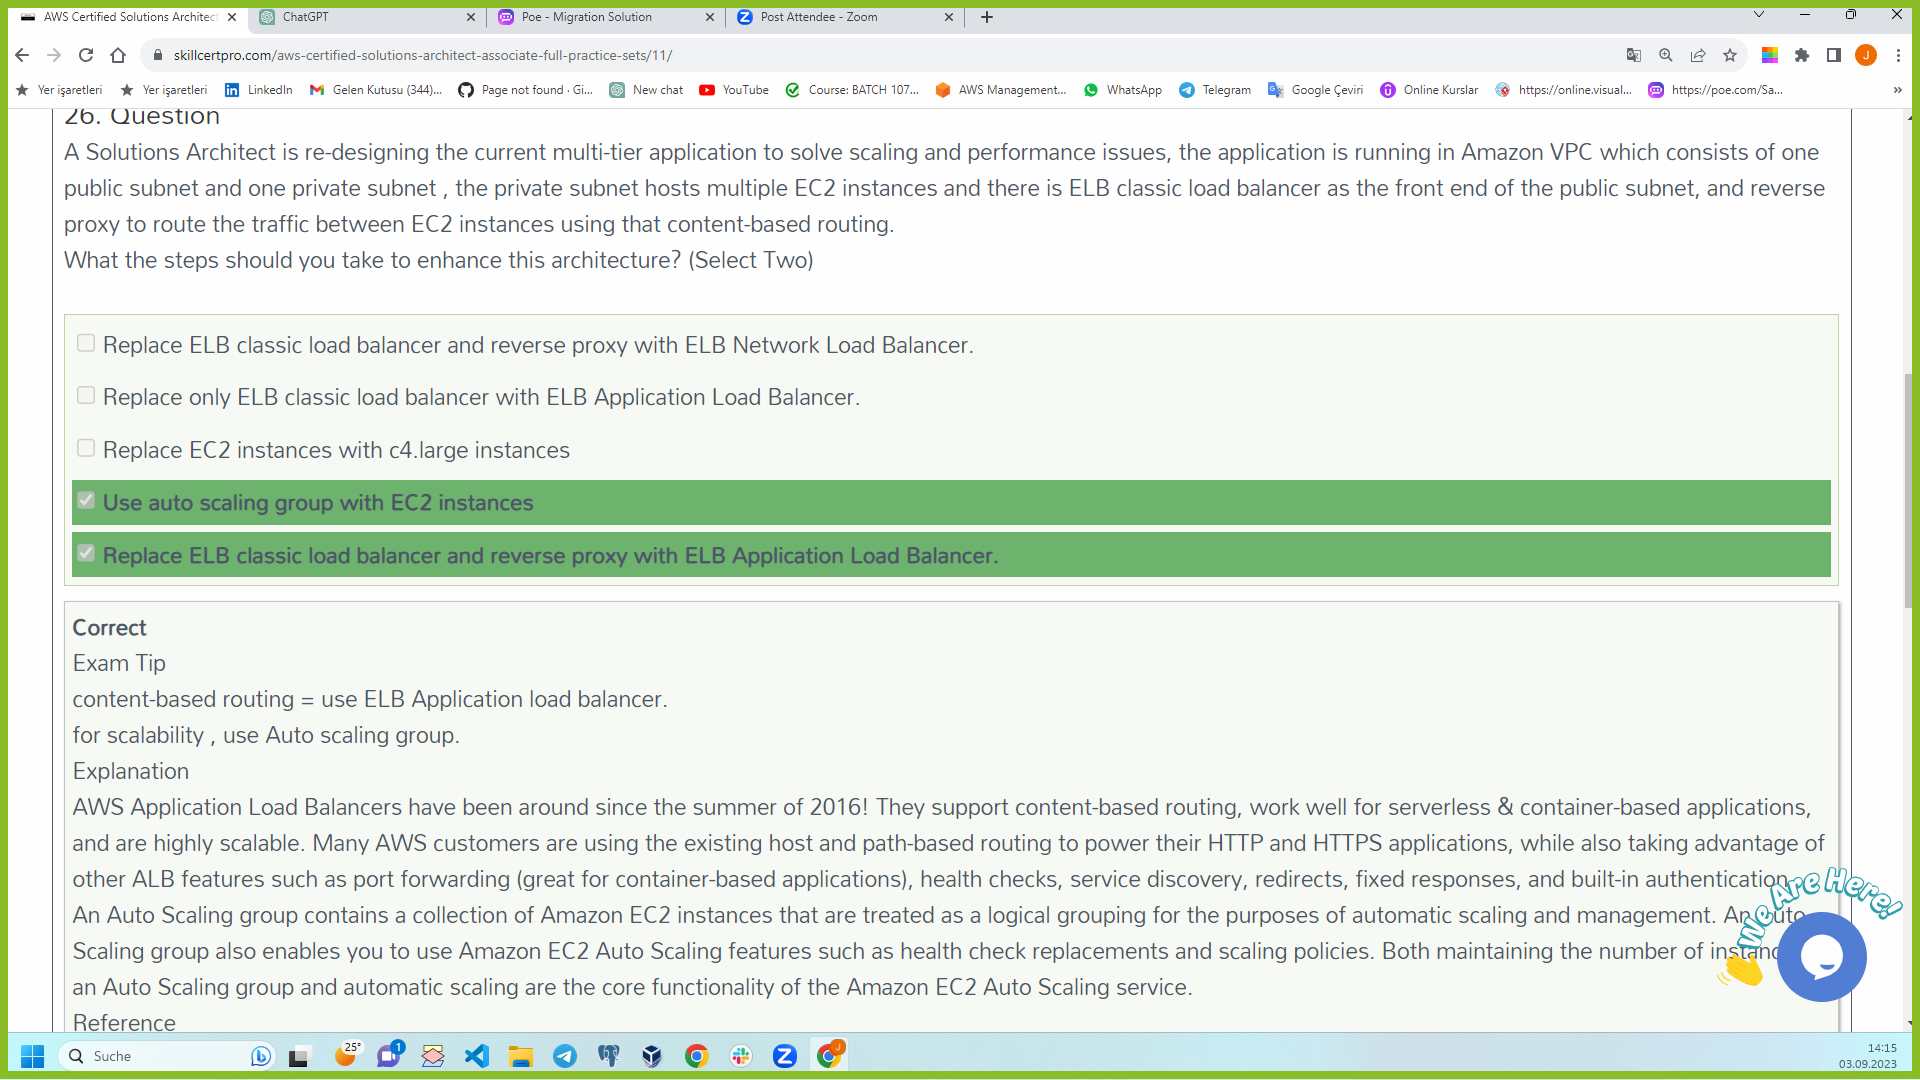 AWS Certified Solutions Architect
ChatGPT
Poe - Migration Solution
Post Attendee - Zoom
skillcertpro.com/aws-certified-solutions-architect-associate-full-practice-sets/11/
J
Yer işaretleri
Yer işaretleri
LinkedIn
Gelen Kutusu (344)...
Page not found · Gi...
New chat
YouTube
Course: BATCH 107...
AWS Management...
WhatsApp
Telegram
Google Çeviri
Online Kurslar
https://online.visual...
https://poe.com/Sa...
»
26. Question
A Solutions Architect is re-designing the current multi-tier application to solve scaling and performance issues, the application is running in Amazon VPC which consists of one
public subnet and one private subnet , the private subnet hosts multiple EC2 instances and there is ELB classic load balancer as the front end of the public subnet, and reverse
proxy to route the traffic between EC2 instances using that content-based routing.
What the steps should you take to enhance this architecture? (Select Two)
Replace ELB classic load balancer and reverse proxy with ELB Network Load Balancer.
Replace only ELB classic load balancer with ELB Application Load Balancer.
Replace EC2 instances with c4.large instances
Use auto scaling group with EC2 instances
Replace ELB classic load balancer and reverse proxy with ELB Application Load Balancer.
Correct
Exam Tip
content-based routing = use ELB Application load balancer.
for scalability , use Auto scaling group.
Explanation
AWS Application Load Balancers have been around since the summer of 2016! They support content-based routing, work well for serverless & container-based applications,
and are highly scalable. Many AWS customers are using the existing host and path-based routing to power their HTTP and HTTPS applications, while also taking advantage of
other ALB features such as port forwarding (great for container-based applications), health checks, service discovery, redirects, fixed responses, and built-in authentication.
An Auto Scaling group contains a collection of Amazon EC2 instances that are treated as a logical grouping for the purposes of automatic scaling and management. An Auto
Scaling group also enables you to use Amazon EC2 Auto Scaling features such as health check replacements and scaling policies. Both maintaining the number of
an Auto Scaling group and automatic scaling are the core functionality of the Amazon EC2 Auto Scaling service.
Reference
We Are Here!
Suche
25°
1
J
14:15
03.09.2023